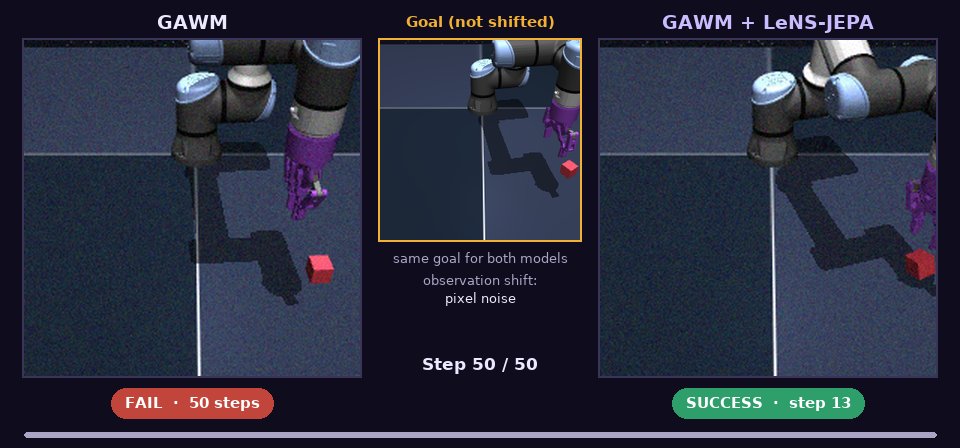 GAWM
Goal (not shifted)
GAWM + LeNS-JEPA
same goal for both models
observation shift:
pixel noise
Step 50 / 50
FAIL · 50 steps
SUCCESS · step 13